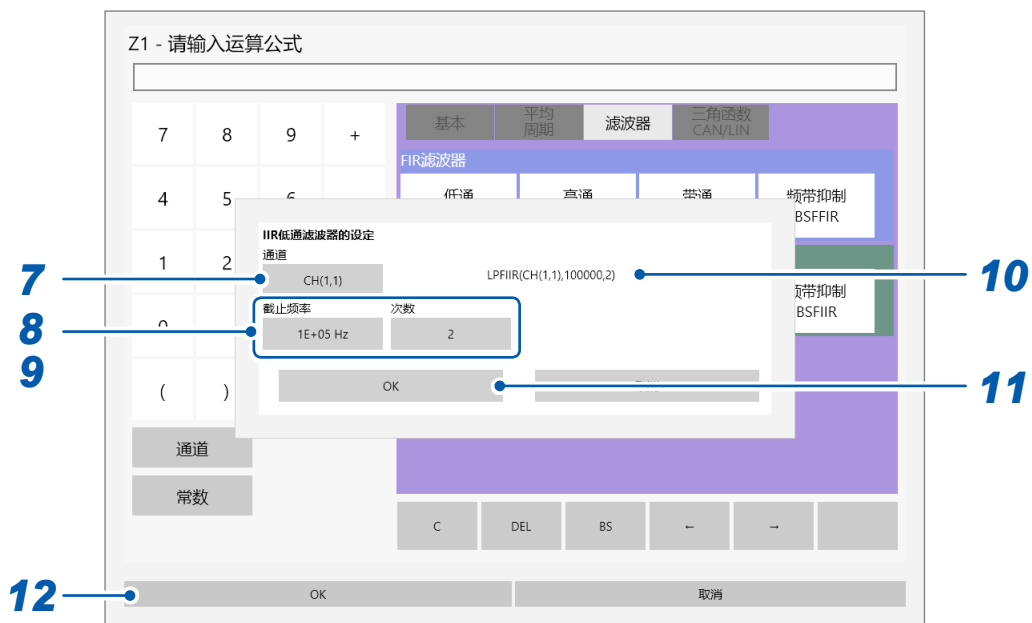 Z1 - 请输入运算公式
基本 平均 周期 滤波器 三角函数 CAN/LIN
7 8 9 +
FIR滤波器
4 5 6 低通 高通 带通 频带抑制
BSFFIR
IIR低通滤波器的设定
通道
1 2
7 CH(1,1) LPFIIR(CH(1,1),100000,2) 10
频带抑制
BSFIIR
截止频率 次数
8 1E+05 Hz 2
9
( ) OK 11
通道
常数
C DEL BS ← →
12 OK 取消